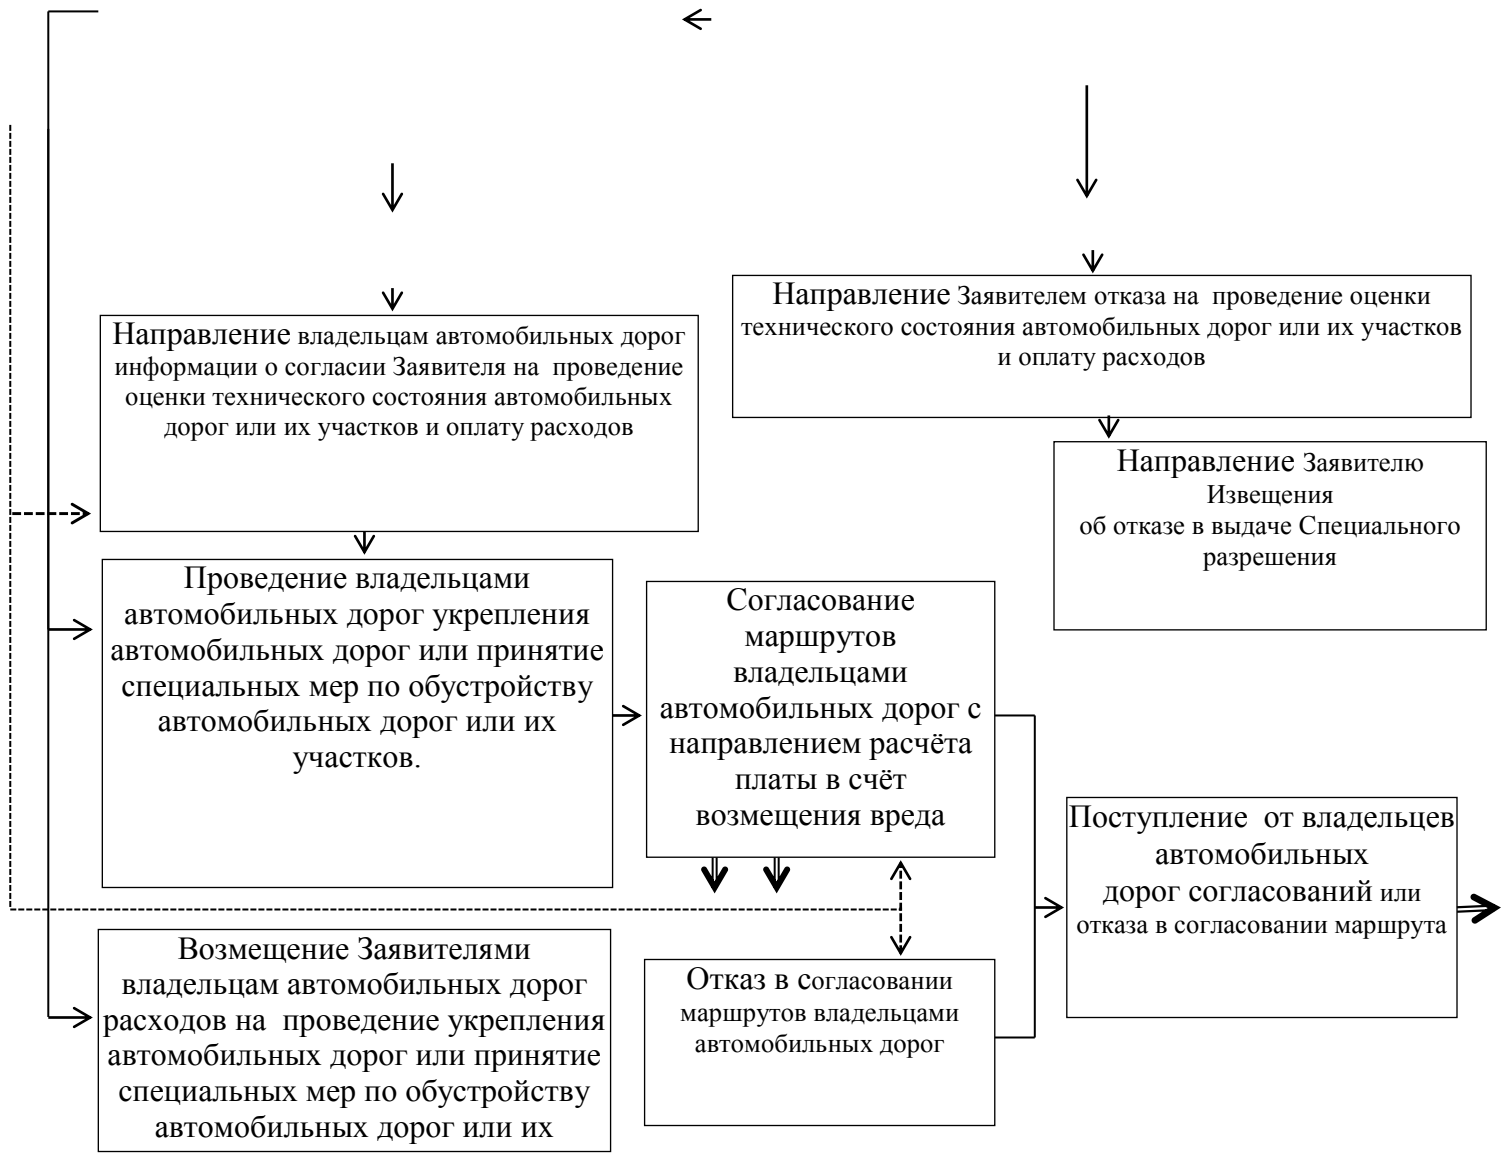 Направление Заявителем отказа на  проведение оценки
технического состояния автомобильных дорог или их участков
и оплату расходов
Направление владельцам автомобильных дорог
информации о согласии Заявителя на  проведение
оценки технического состояния автомобильных
дорог или их участков и оплату расходов
Направление Заявителю
Извещения
об отказе в выдаче Специального
разрешения
Проведение владельцами
автомобильных дорог укрепления
автомобильных дорог или принятие
специальных мер по обустройству
автомобильных дорог или их
участков.
Согласование
маршрутов
владельцами
автомобильных дорог с
направлением расчёта
платы в счёт
возмещения вреда
Поступление  от владельцев
автомобильных
дорог согласований или
отказа в согласовании маршрута
Возмещение Заявителями
владельцам автомобильных дорог
расходов на  проведение укрепления
автомобильных дорог или принятие
специальных мер по обустройству
автомобильных дорог или их
Отказ в согласовании
маршрутов владельцами
автомобильных дорог